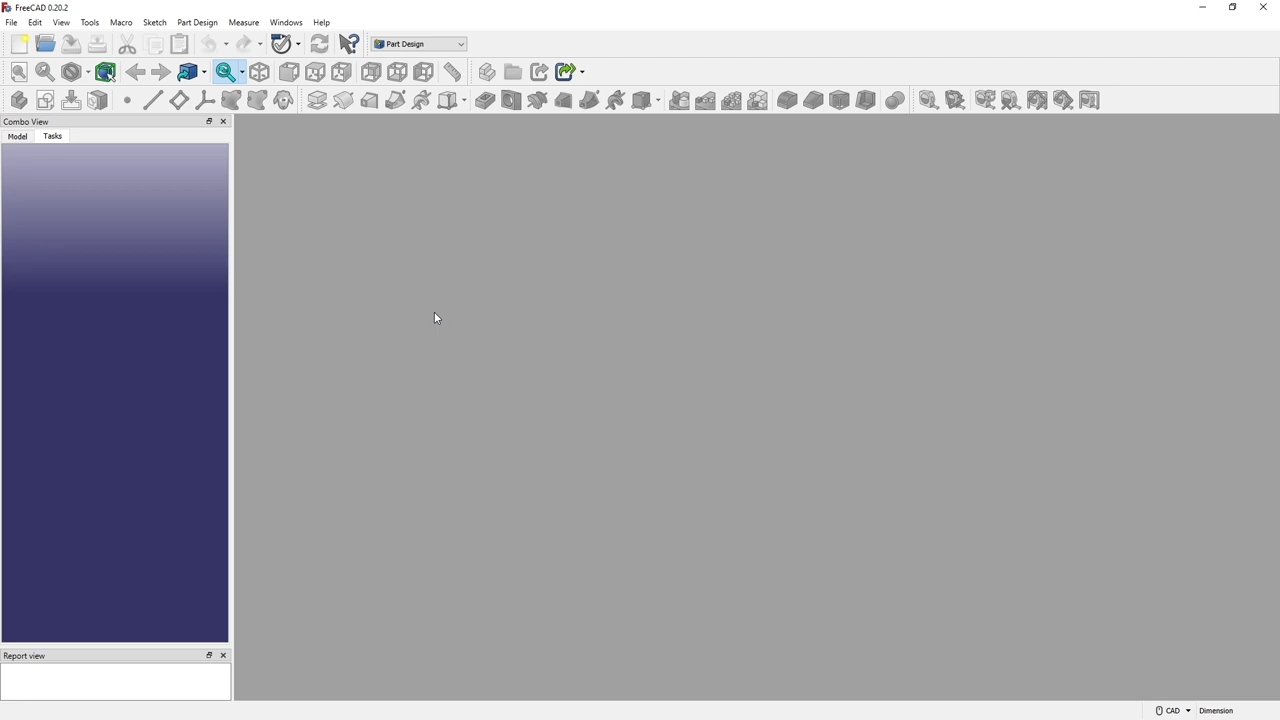 FreeCAD 0.20.2
File Edit View Tools Macro Sketch Part Design Measure Windows Help
Part Design
Combo View
Model Tasks
Report view
CAD Dimension